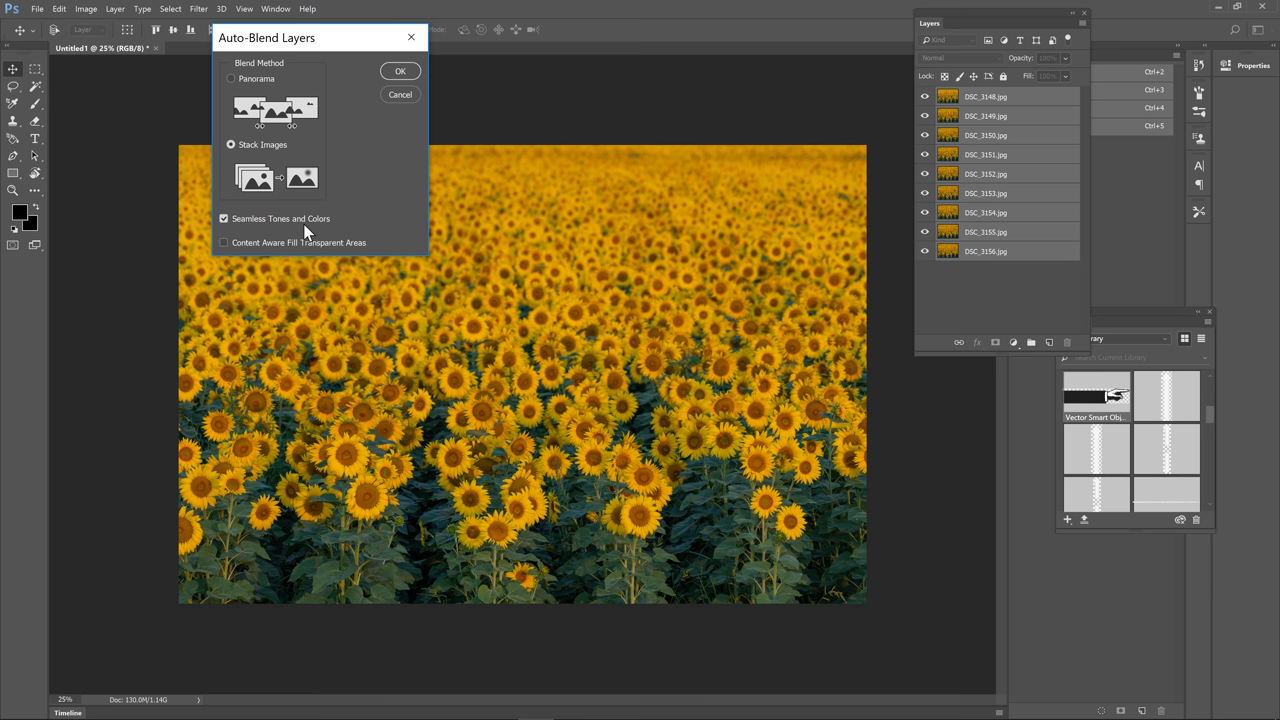 Ps File Edit Image Layer Type Select Filter 3D View Window Help
Layer
Mode:
Untitled1 @ 25% (RGB/8) *
Auto-Blend Layers
Blend Method
Panorama
Stack Images
Seamless Tones and Colors
Content Aware Fill Transparent Areas
OK
Cancel
Layers
Kind
Normal Opacity: 100%
Lock: Fill: 100%
DSC_3148.jpg
DSC_3149.jpg
DSC_3150.jpg
DSC_3151.jpg
DSC_3152.jpg
DSC_3153.jpg
DSC_3154.jpg
DSC_3155.jpg
DSC_3156.jpg
Ctrl+2
Ctrl+3
Ctrl+4
Ctrl+5
Properties
rary
Search Current Library
Vector Smart Obj...
25% Doc: 130.0M/1.14G
Timeline